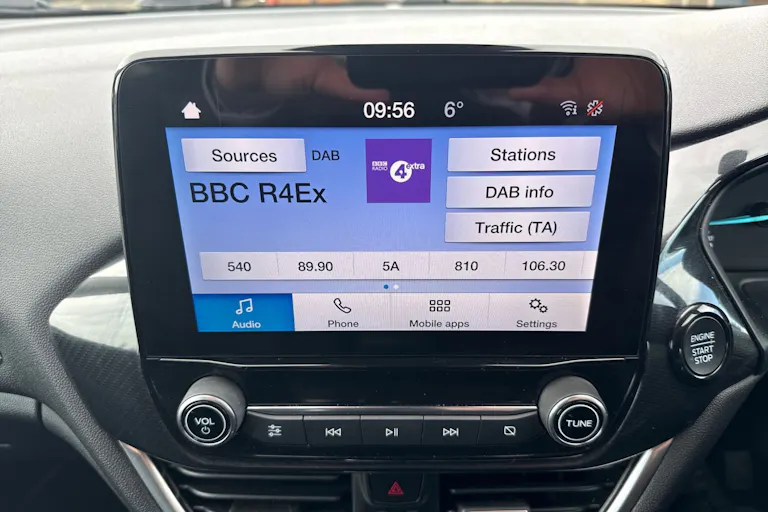 09:56 6°
Sources DAB
BBC RADIO 4 extra
Stations
BBC R4Ex
DAB info
Traffic (TA)
540 89.90 5A 810 106.30
Audio Phone Mobile apps Settings
ENGINE
START
STOP
VOL
TUNE